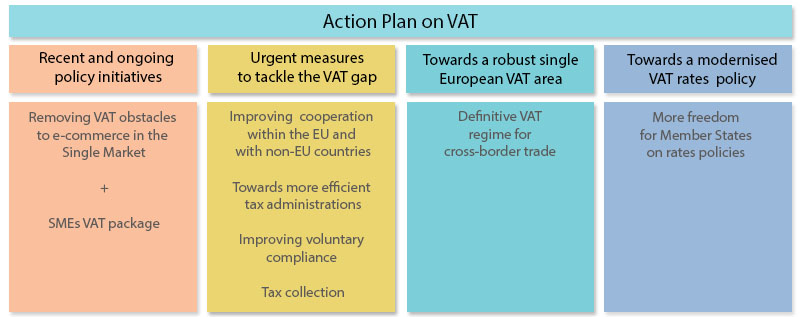 Action Plan on VAT
Recent and ongoing
policy initiatives
Removing VAT obstacles
to e-commerce in the
Single Market
+
SMEs VAT package
Urgent measures
to tackle the VAT gap
Improving cooperation
within the EU and
with non-EU countries
Towards more efficient
tax administrations
Improving voluntary
compliance
Tax collection
Towards a robust single
European VAT area
Definitive VAT
regime for
cross-border trade
Towards a modernised
VAT rates policy
More freedom
for Member States
on rates policies